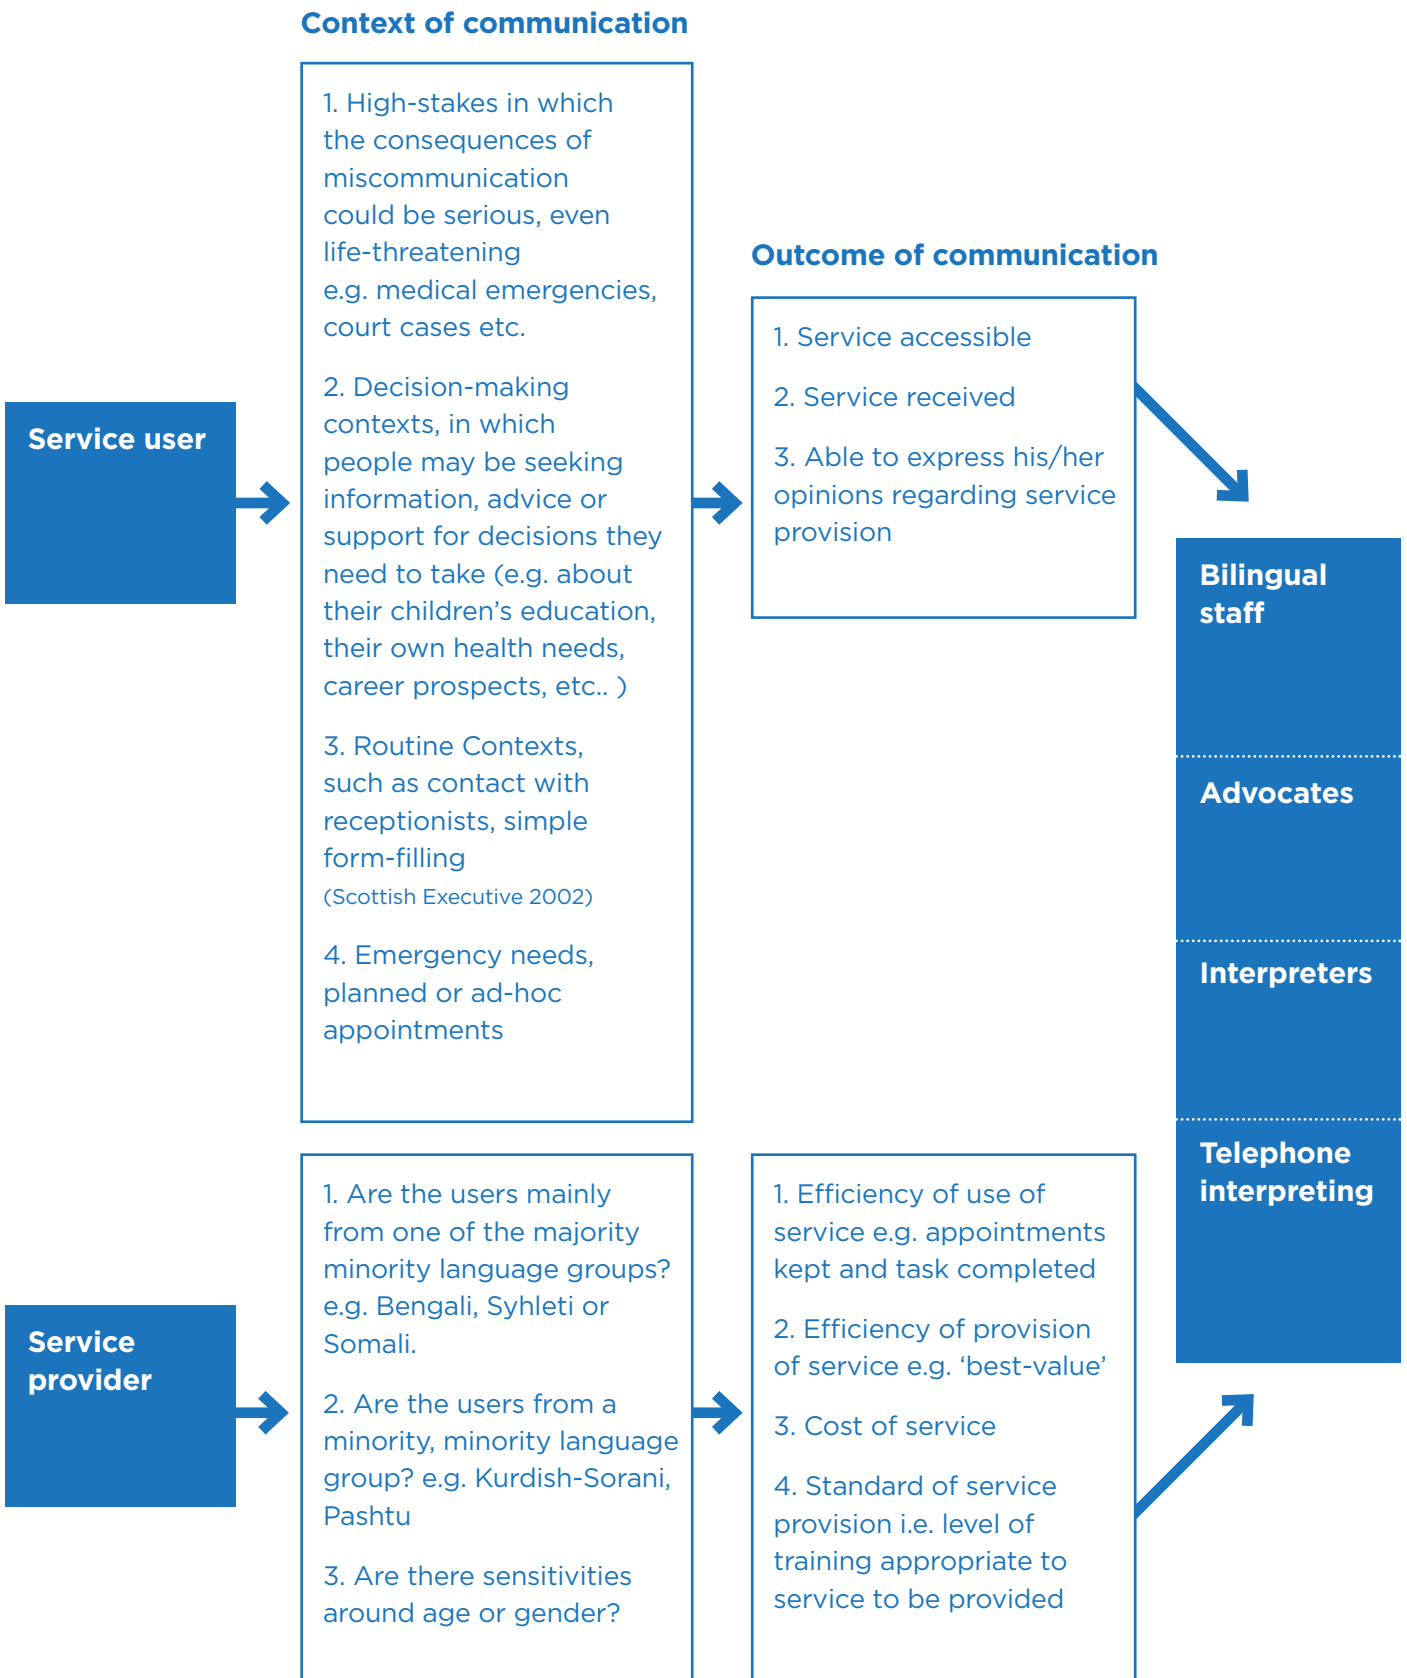 Context of communication
1. High-stakes in which
the consequences of
miscommunication
could be serious, even
life-threatening
e.g. medical emergencies,
court cases etc.
2. Decision-making
contexts, in which
people may be seeking
information, advice or
support for decisions they
need to take (e.g. about
their children’s education,
their own health needs,
career prospects, etc.. )
3. Routine Contexts,
such as contact with
receptionists, simple
form-filling
(Scottish Executive 2002)
4. Emergency needs,
planned or ad-hoc
appointments
Service user
Outcome of communication
1. Service accessible
2. Service received
3. Able to express his/her
opinions regarding service
provision
Bilingual
staff
Advocates
Interpreters
Telephone
interpreting
Service
provider
1. Are the users mainly
from one of the majority
minority language groups?
e.g. Bengali, Syhleti or
Somali.
2. Are the users from a
minority, minority language
group? e.g. Kurdish-Sorani,
Pashtu
3. Are there sensitivities
around age or gender?
1. Efficiency of use of
service e.g. appointments
kept and task completed
2. Efficiency of provision
of service e.g. ‘best-value’
3. Cost of service
4. Standard of service
provision i.e. level of
training appropriate to
service to be provided